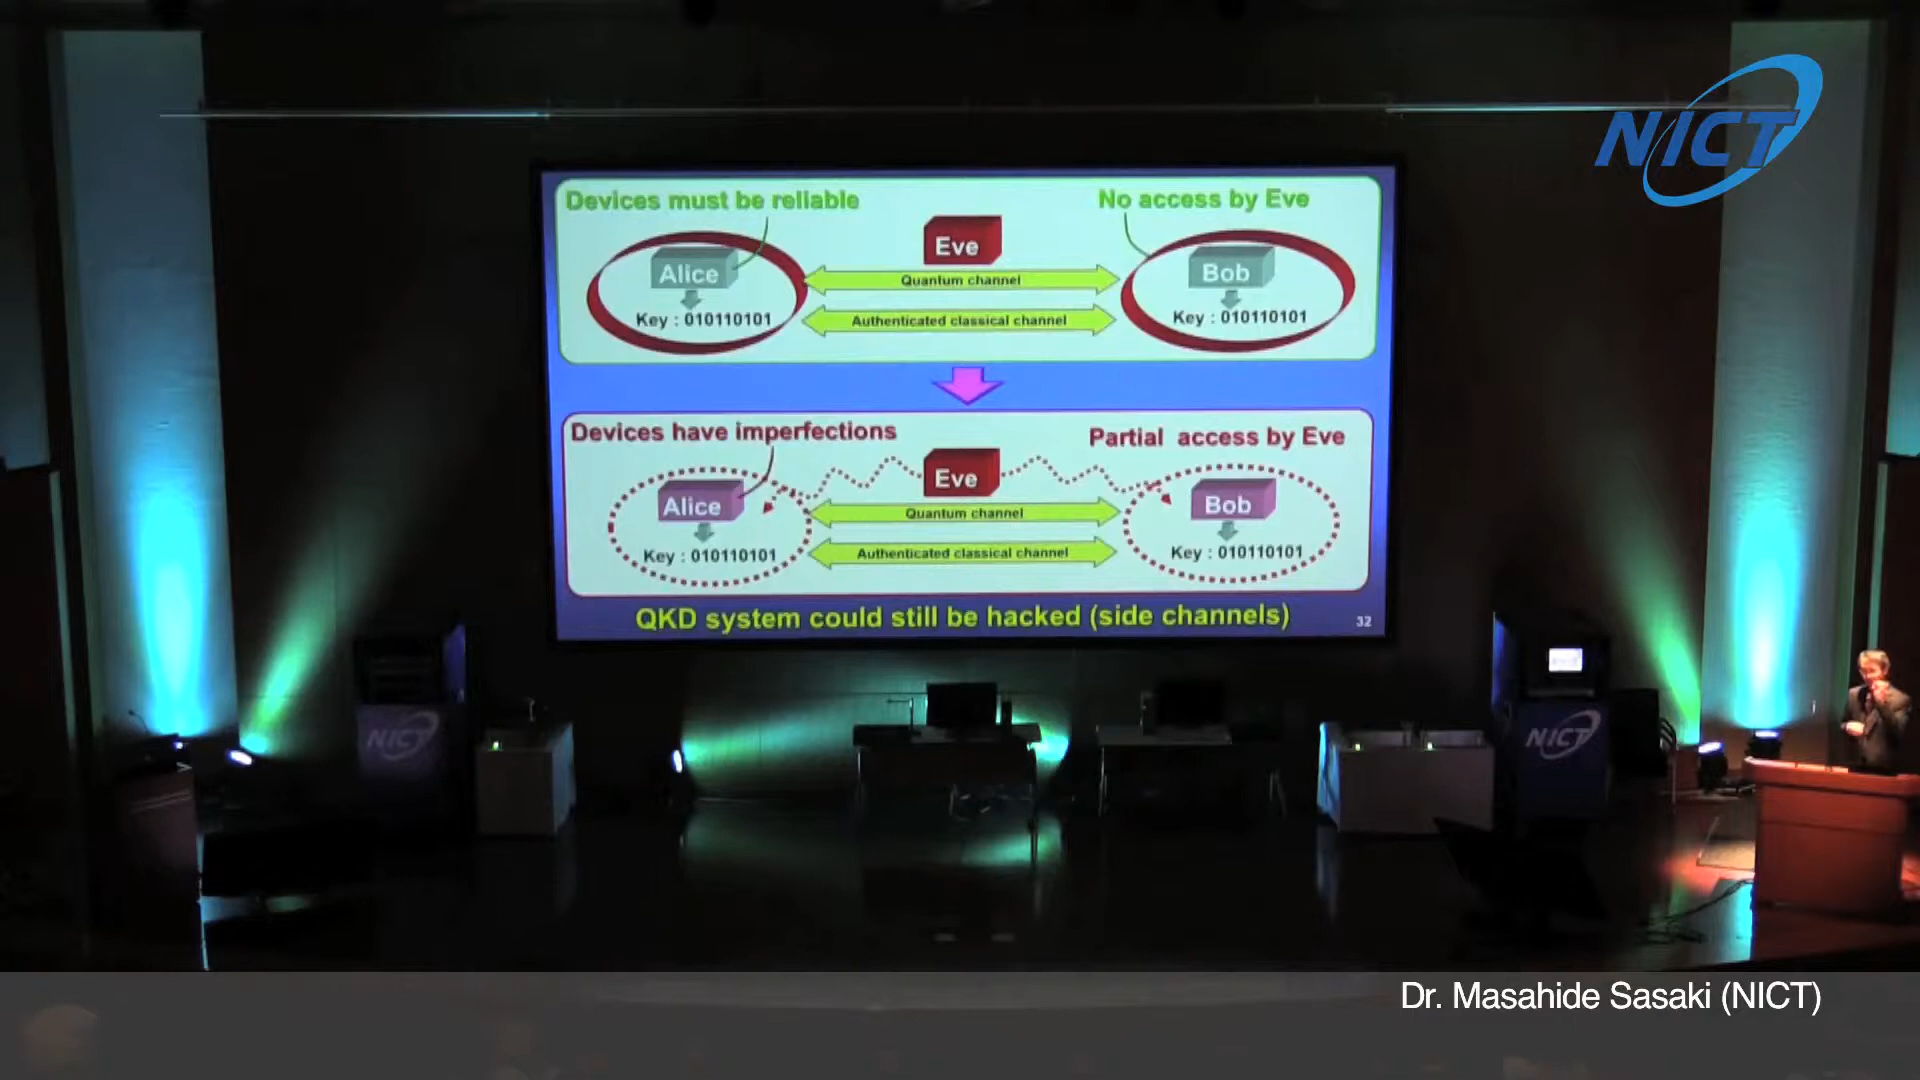 NICT
Devices must be reliable
No access by Eve
Eve
Alice
Bob
Quantum channel
Key : 010110101
Authenticated classical channel
Key : 010110101
Devices have imperfections
Partial access by Eve
Eve
Alice
Bob
Quantum channel
Key : 010110101
Authenticated classical channel
Key : 010110101
QKD system could still be hacked (side channels)
32
NICT
NICT
Dr. Masahide Sasaki (NICT)